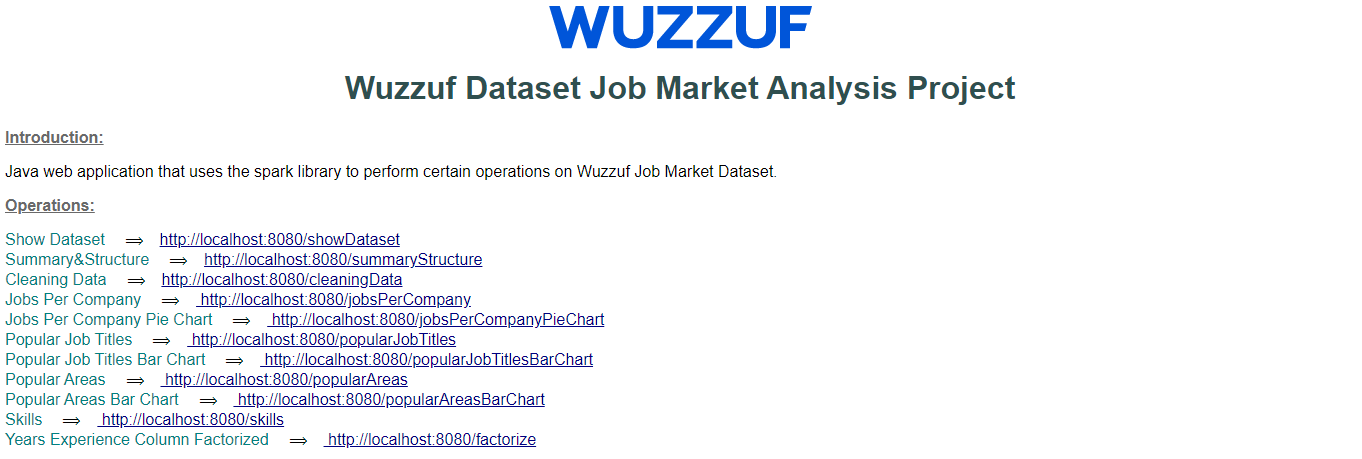 WUZZUF
Wuzzuf Dataset Job Market Analysis Project
Introduction:
Java web application that uses the spark library to perform certain operations on Wuzzuf Job Market Dataset.
Operations:
Show Dataset ⟹ http://localhost:8080/showDataset
Summary&Structure ⟹ http://localhost:8080/summaryStructure
Cleaning Data ⟹ http://localhost:8080/cleaningData
Jobs Per Company ⟹ http://localhost:8080/jobsPerCompany
Jobs Per Company Pie Chart ⟹ http://localhost:8080/jobsPerCompanyPieChart
Popular Job Titles ⟹ http://localhost:8080/popularJobTitles
Popular Job Titles Bar Chart ⟹ http://localhost:8080/popularJobTitlesBarChart
Popular Areas ⟹ http://localhost:8080/popularAreas
Popular Areas Bar Chart ⟹ http://localhost:8080/popularAreasBarChart
Skills ⟹ http://localhost:8080/skills
Years Experience Column Factorized ⟹ http://localhost:8080/factorize